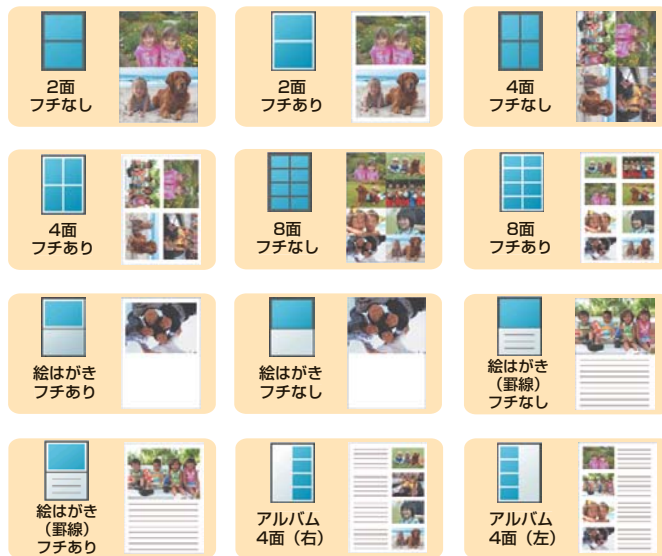 2面
フチなし
2面
フチあり
4面
フチなし
4面
フチあり
8面
フチなし
8面
フチあり
絵はがき
フチあり
絵はがき
フチなし
絵はがき
（罫線）
フチなし
絵はがき
（罫線）
フチあり
アルバム
4面（右）
アルバム
4面（左）